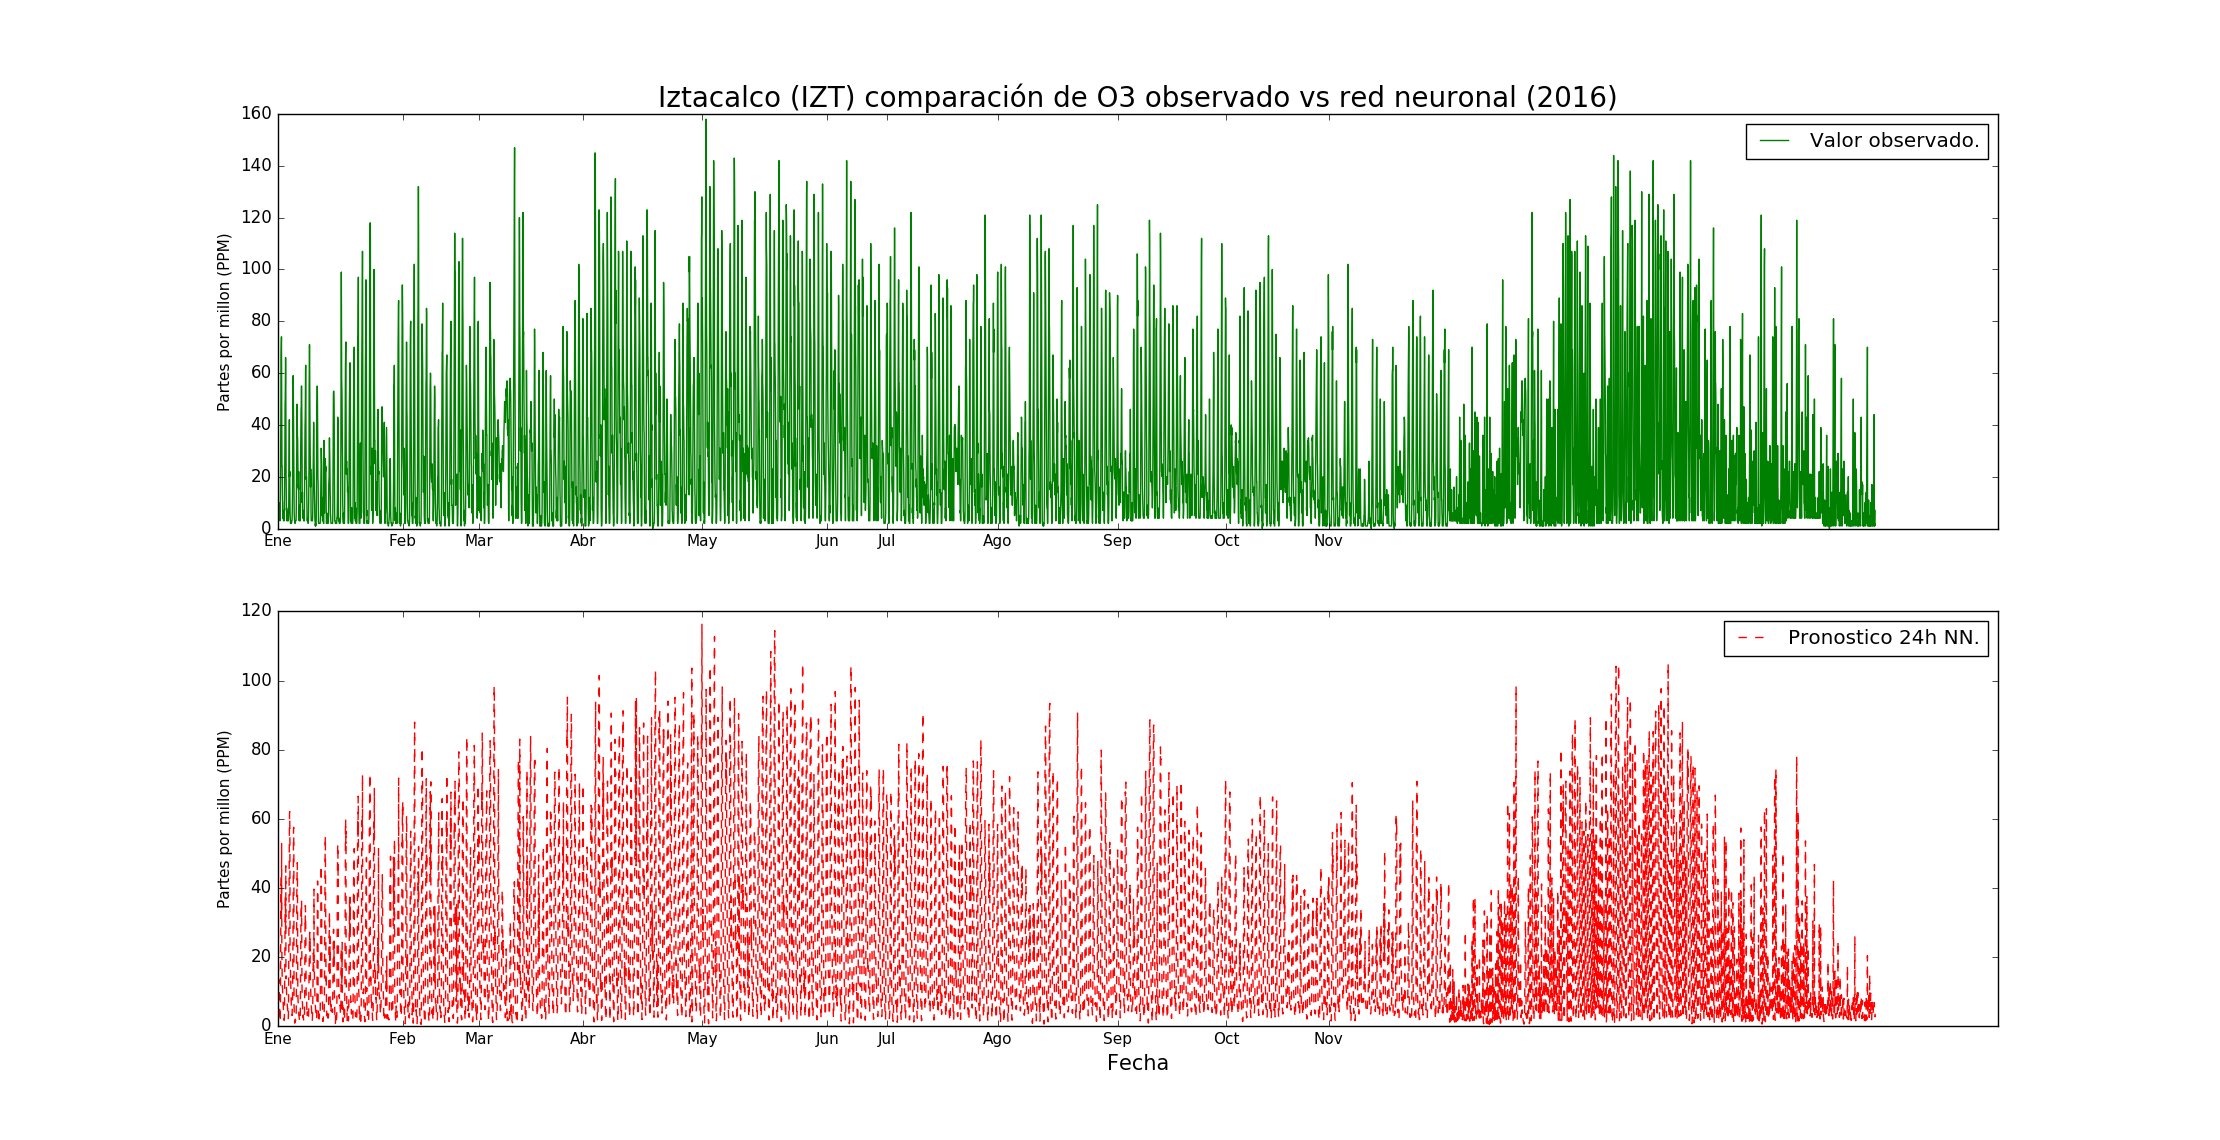 Iztacalco (IZT) comparación de O3 observado vs red neuronal (2016)
160
140
120
100
80
60
40
20
0
Partes por millon (PPM)
Valor observado.
Ene Feb Mar Abr May Jun Jul Ago Sep Oct Nov
120
100
80
60
40
20
0
Partes por millon (PPM)
Pronostico 24h NN.
Ene Feb Mar Abr May Jun Jul Ago Sep Oct Nov
Fecha